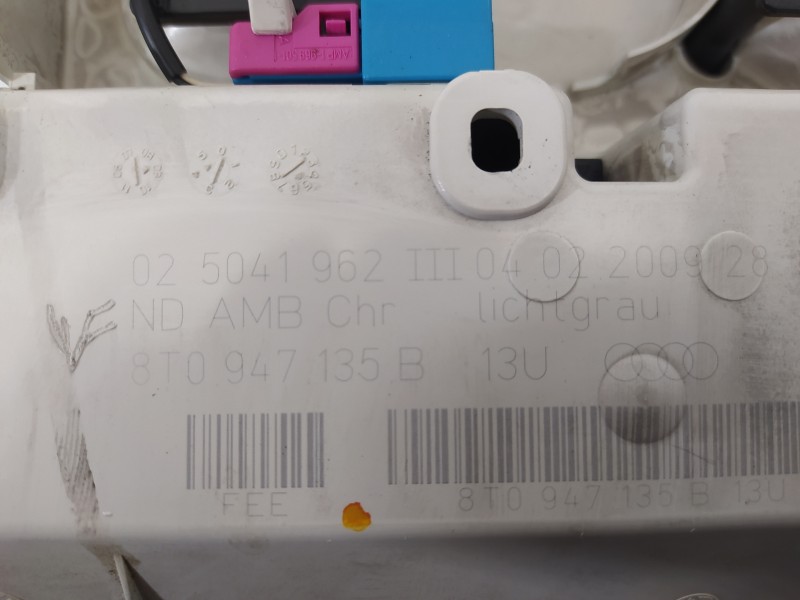 02 5041 962 III 04 02 2009 28
ND AMB Chr lichtgrau
8T0 947 135 B 13U
FEE
8T0 947 135 B 13U